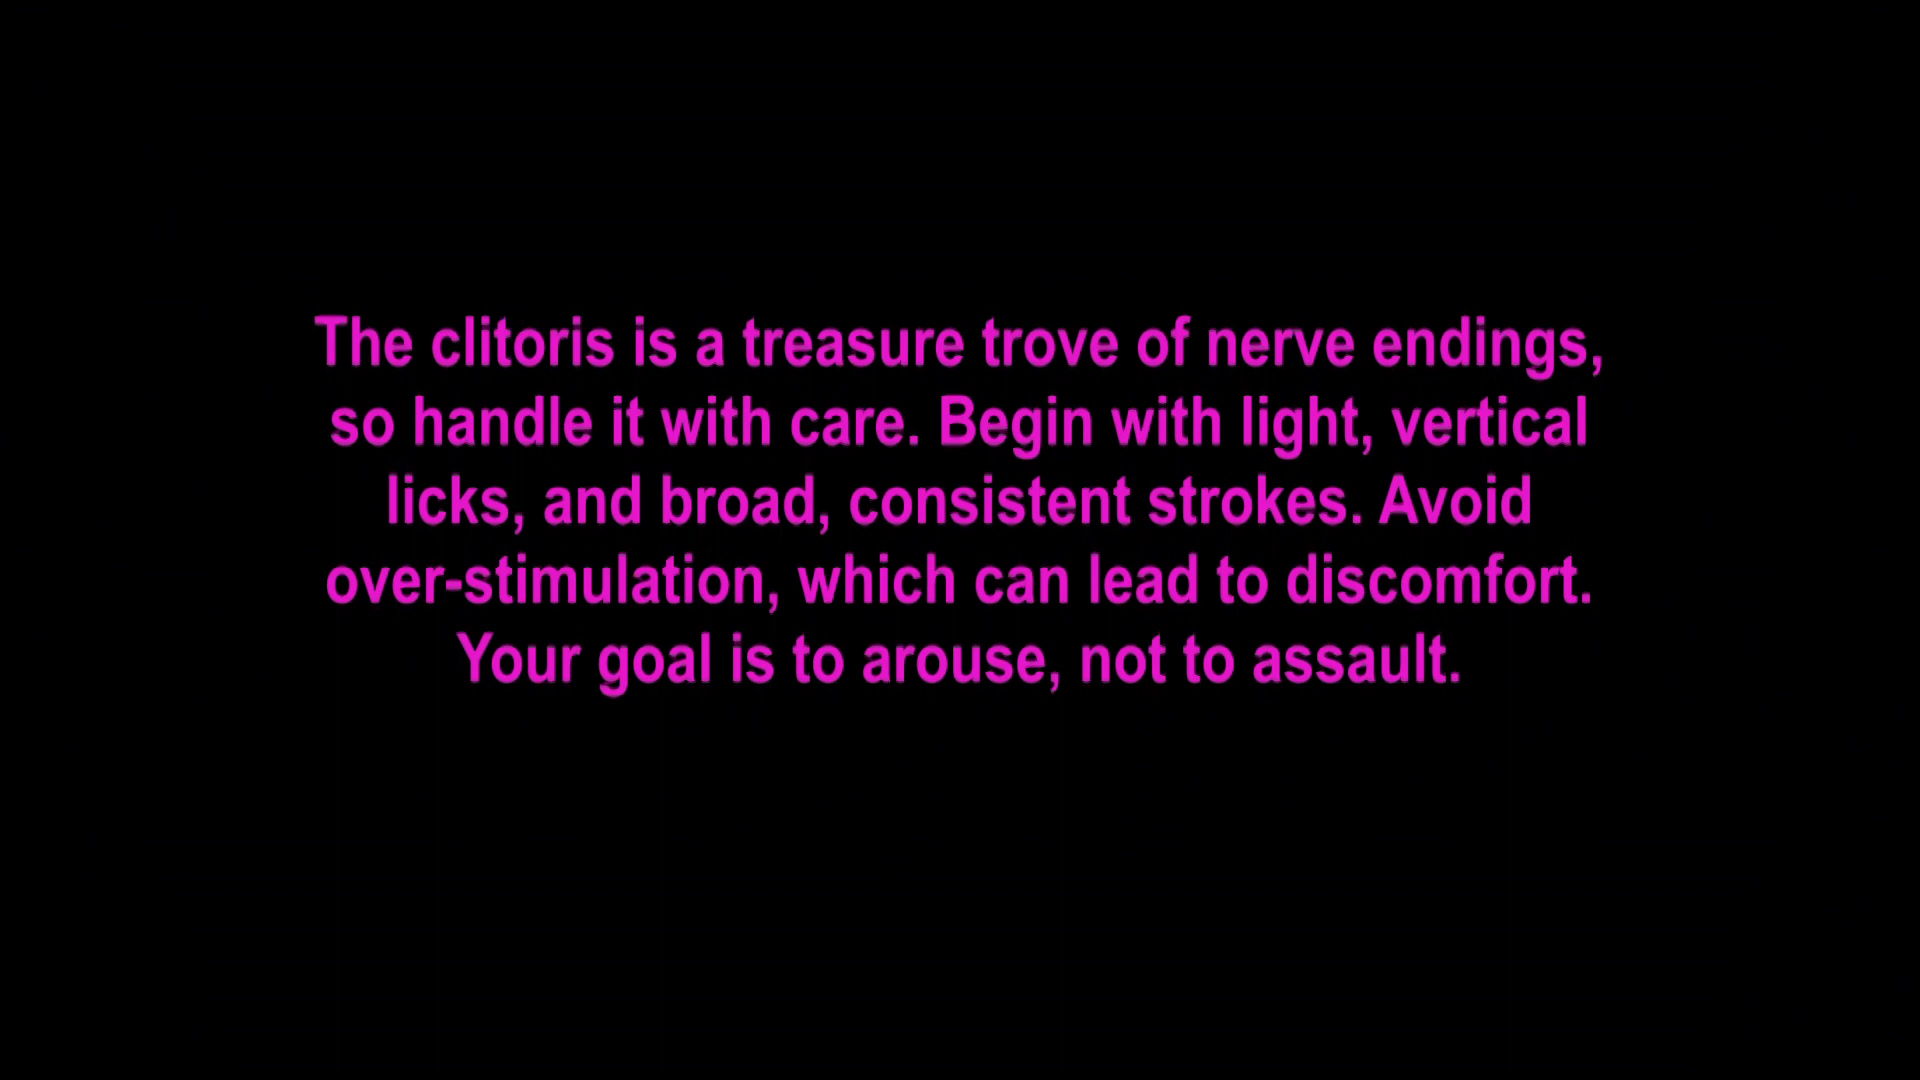 The clitoris is a treasure trove of nerve endings,
so handle it with care. Begin with light, vertical
licks, and broad, consistent strokes. Avoid
over-stimulation, which can lead to discomfort.
Your goal is to arouse, not to assault.